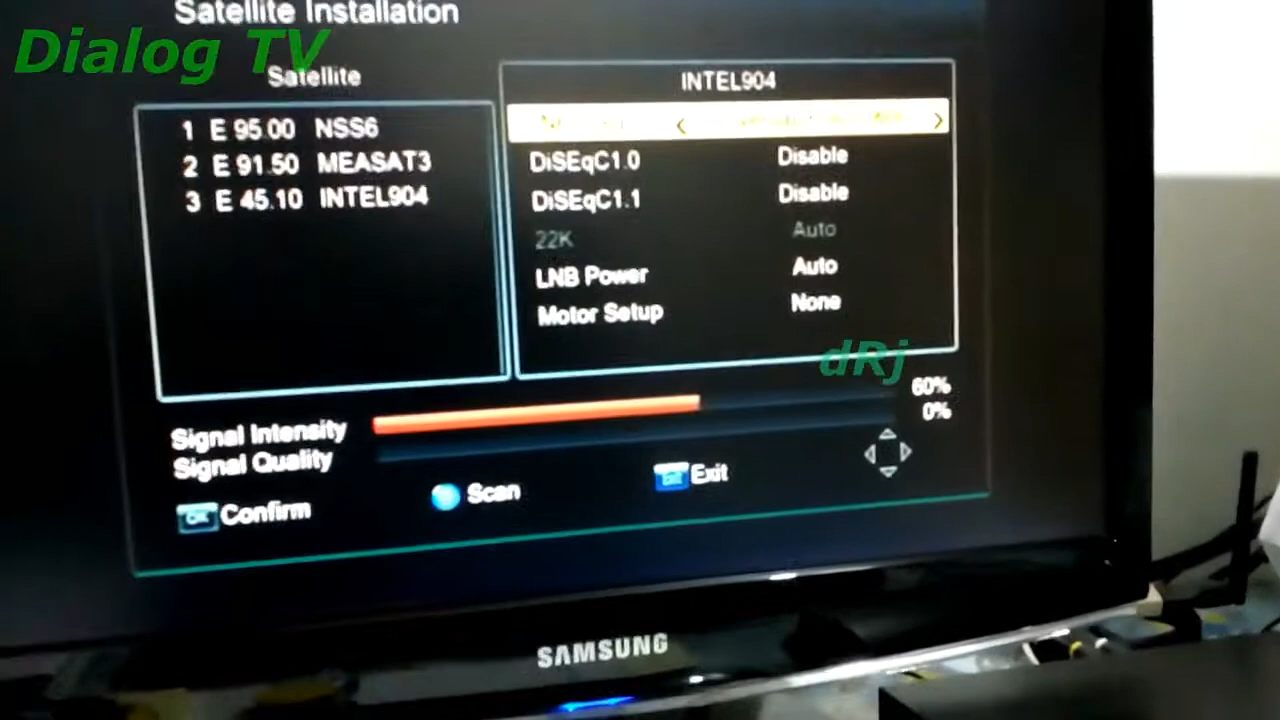 Satellite Installation
Dialog TV
Satellite
INTEL904
1 E 95.00 NSS6
2 E 91.50 MEASAT3
3 E 45.10 INTEL904
DiSEqC1.0 Disable
DiSEqC1.1 Disable
22K Auto
LNB Power Auto
Motor Setup None
dRj
Signal Intensity 60%
Signal Quality 0%
OK Confirm
Scan
Exit
SAMSUNG